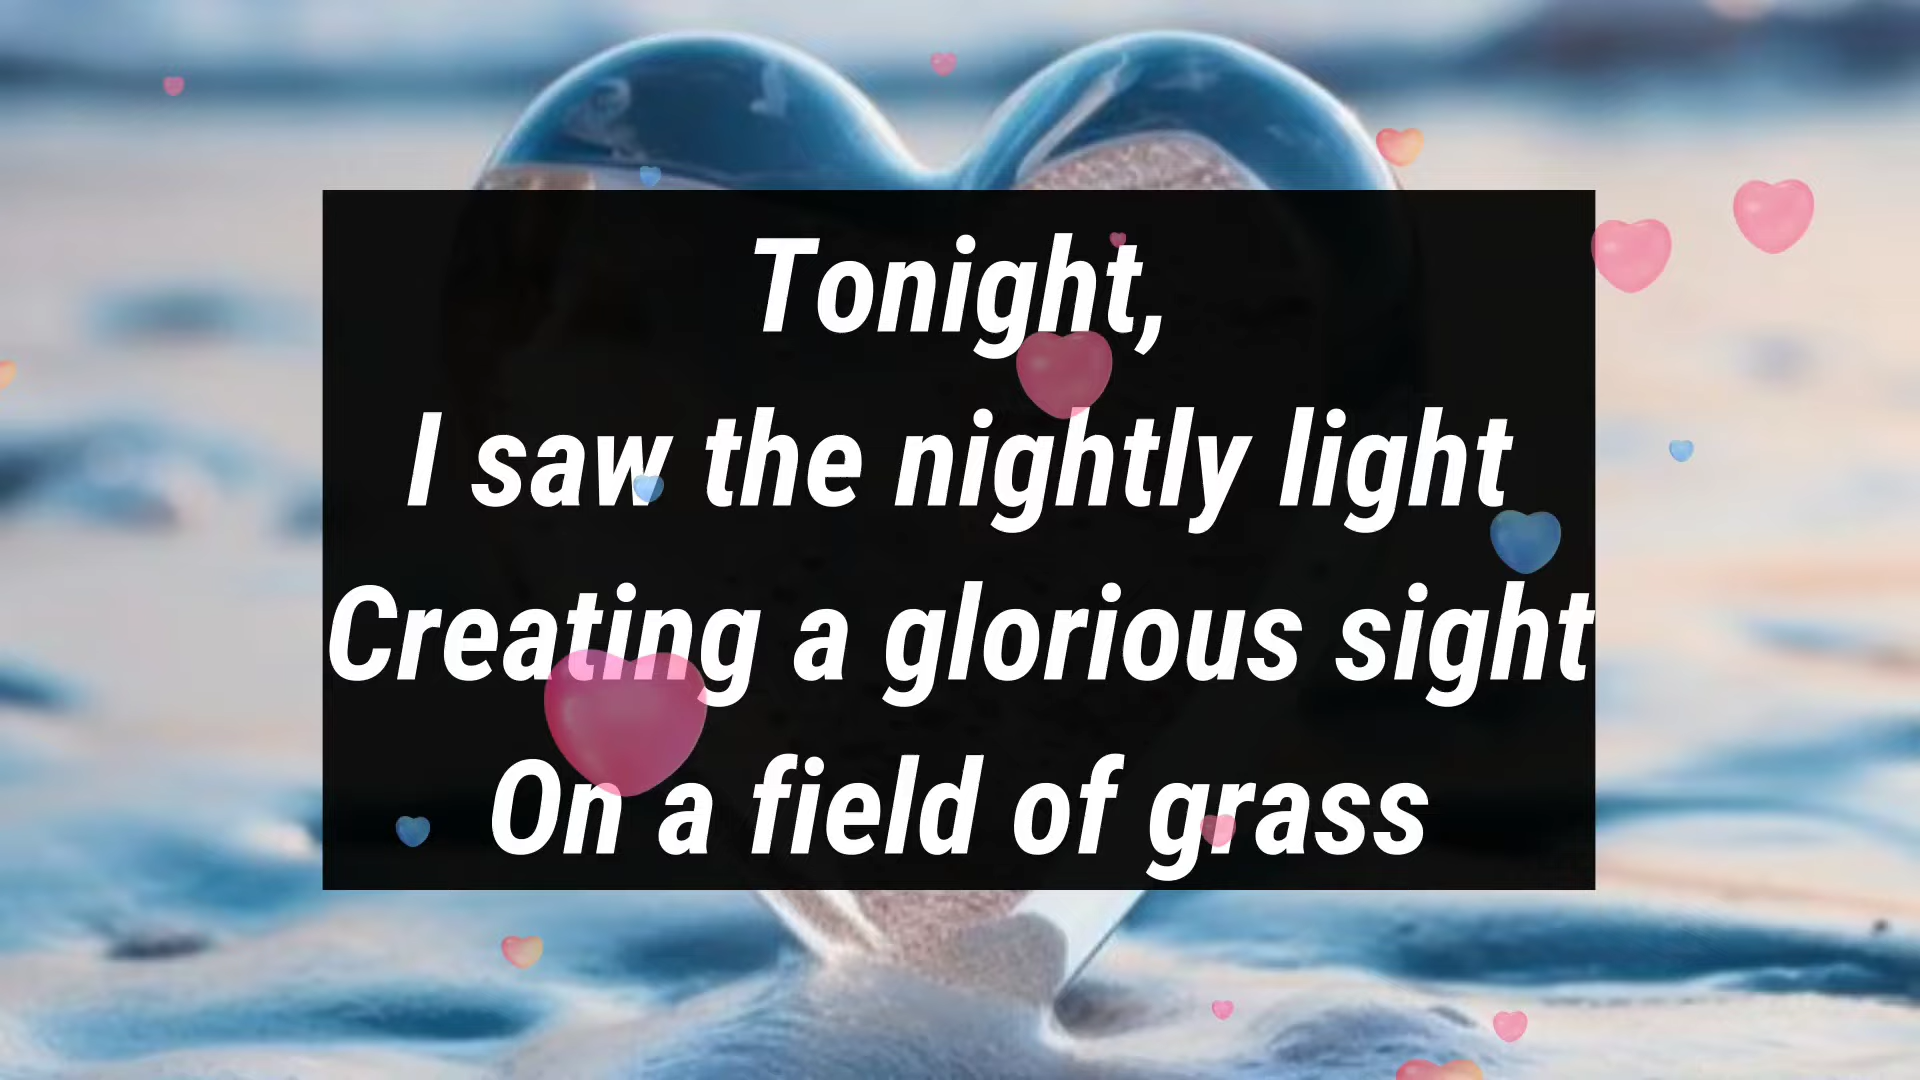 Tonight,
I saw the nightly light
Creating a glorious sight
On a field of grass